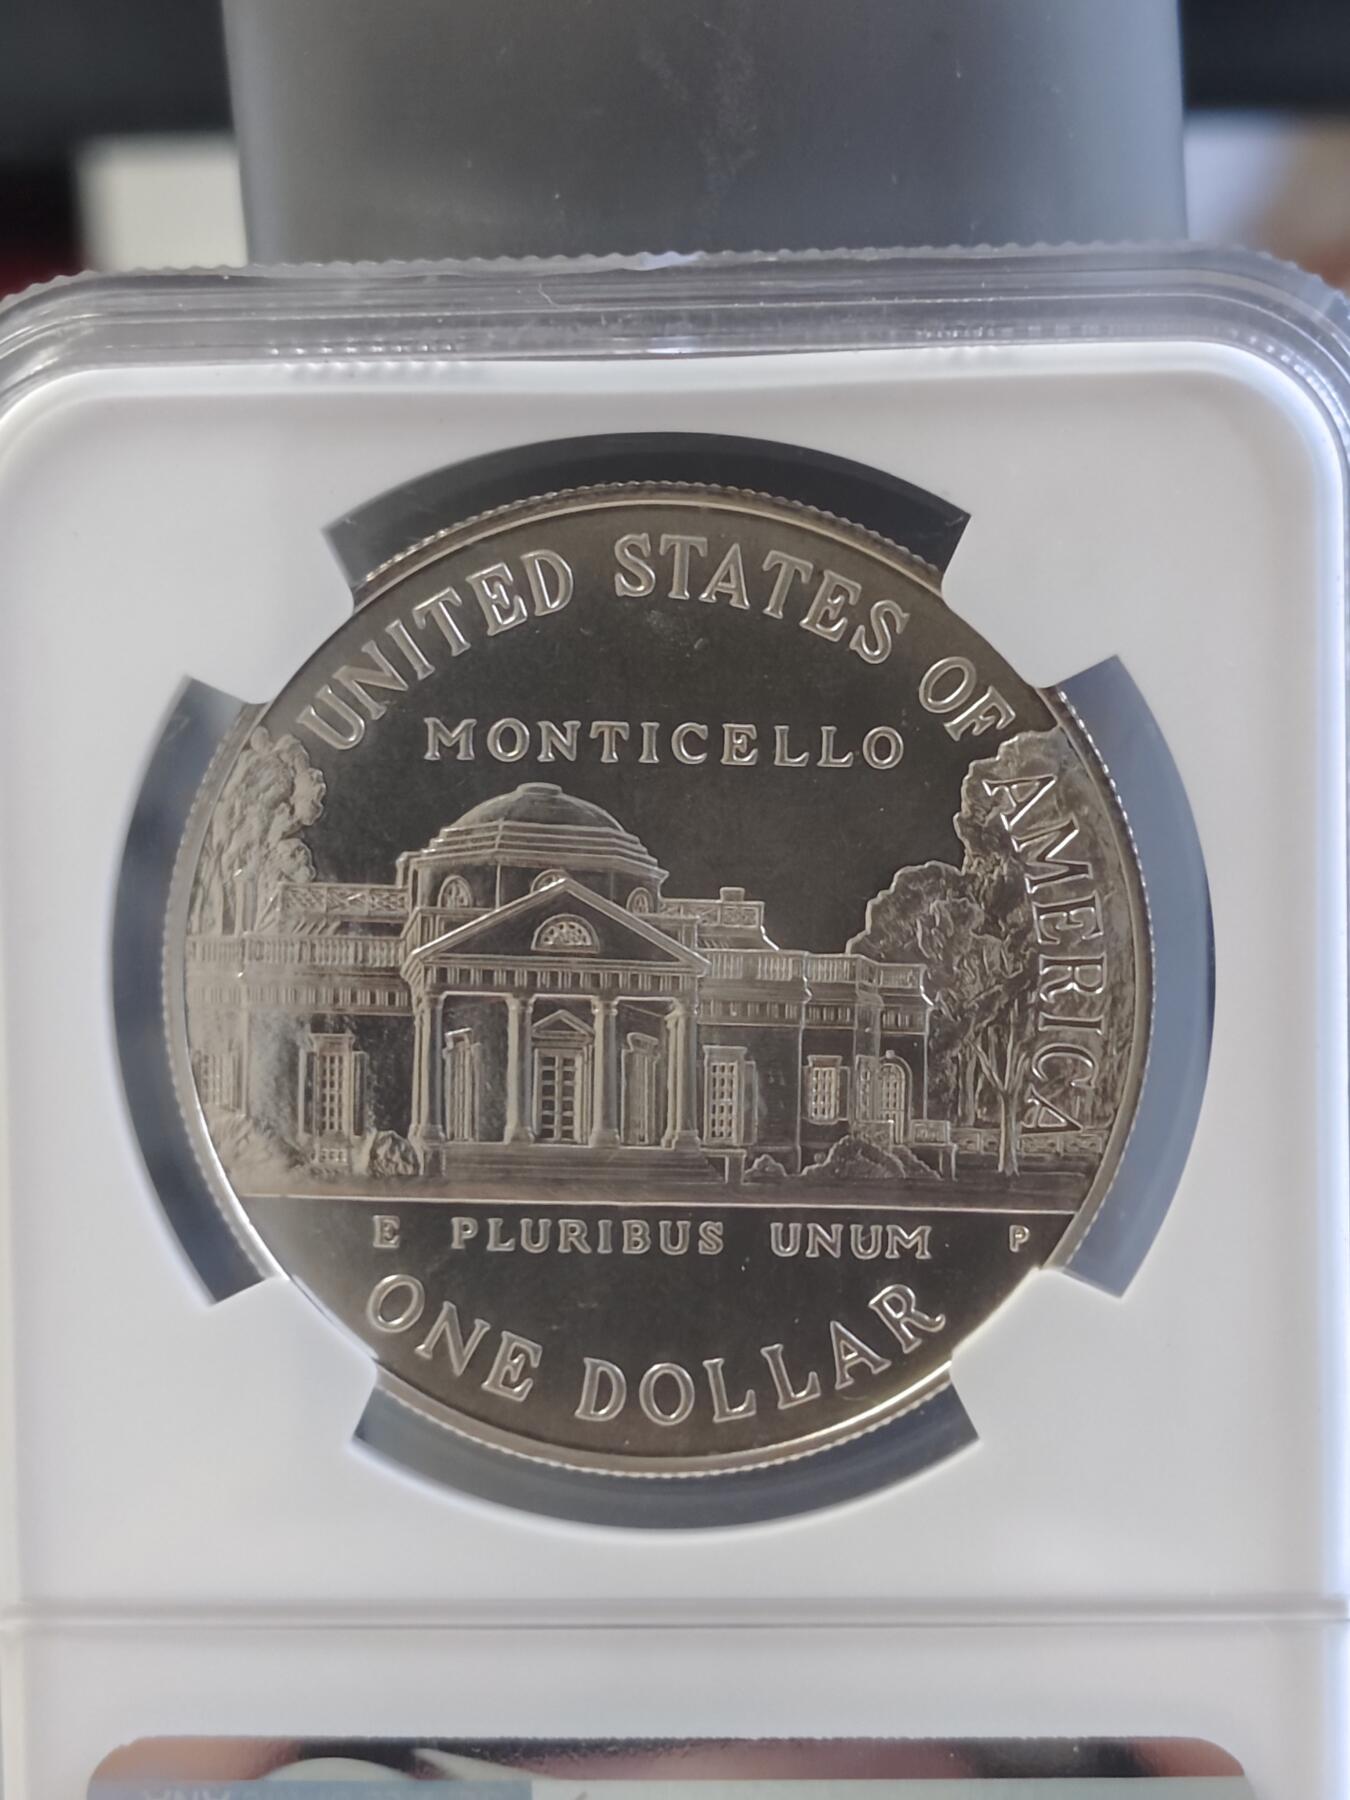 UNITED STATES OF AMERICA
MONTICELLO
E PLURIBUS UNUM P
ONE DOLLAR